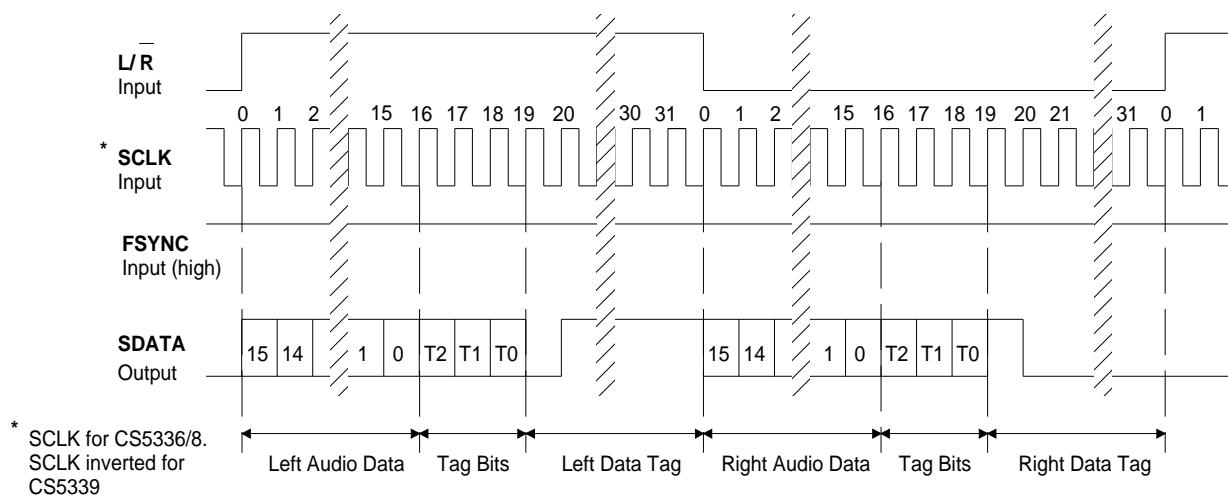 L/ R
Input
0 1 2 15 16 17 18 19 20 30 31 0 1 2 15 16 17 18 19 20 21 31 0 1
* SCLK
Input
FSYNC
Input (high)
SDATA
Output
15 14 1 0 T2 T1 T0 15 14 1 0 T2 T1 T0
Left Audio Data Tag Bits Left Data Tag Right Audio Data Tag Bits Right Data Tag
* SCLK for CS5336/8.
SCLK inverted for
CS5339